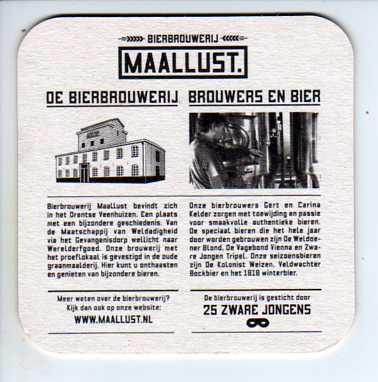 BIERBROUWERIJ
MAALLUST.
DE BIERBROUWERIJ
BROUWERS EN BIER
Bierbrouwerij Maallust bevindt zich
in het Drentse Veenhuizen. Een plaats
met een bijzondere geschiedenis. Van
de Maatschappij van Weldadigheid
via het Gevangenisdorp wellicht naar
Werelderfgoed. Onze brouwerij met
het proeflokaal is gevestigd in de oude
graanmaalderij. Hier kunt u onthaasten
en genieten van bijzondere bieren.
Onze bierbrouwers Gert en Carina
Kelder zorgen met toewijding en passie
voor smaakvolle authentieke bieren.
De speciaal bieren die het hele jaar
door worden gebrouwen zijn De Weldoe-
ner Blond, De Vagebond Vienna en Zwa-
re Jongen Tripel. Onze seizoensbieren
zijn De Kolonist Weizen, Veldwachter
Bockbier en het 1818 winterbier.
Meer weten over de bierbrouwerij?
Kijk dan ook op onze website:
WWW.MAALLUST.NL
De bierbrouwerij is gesticht door
25 ZWARE JONGENS